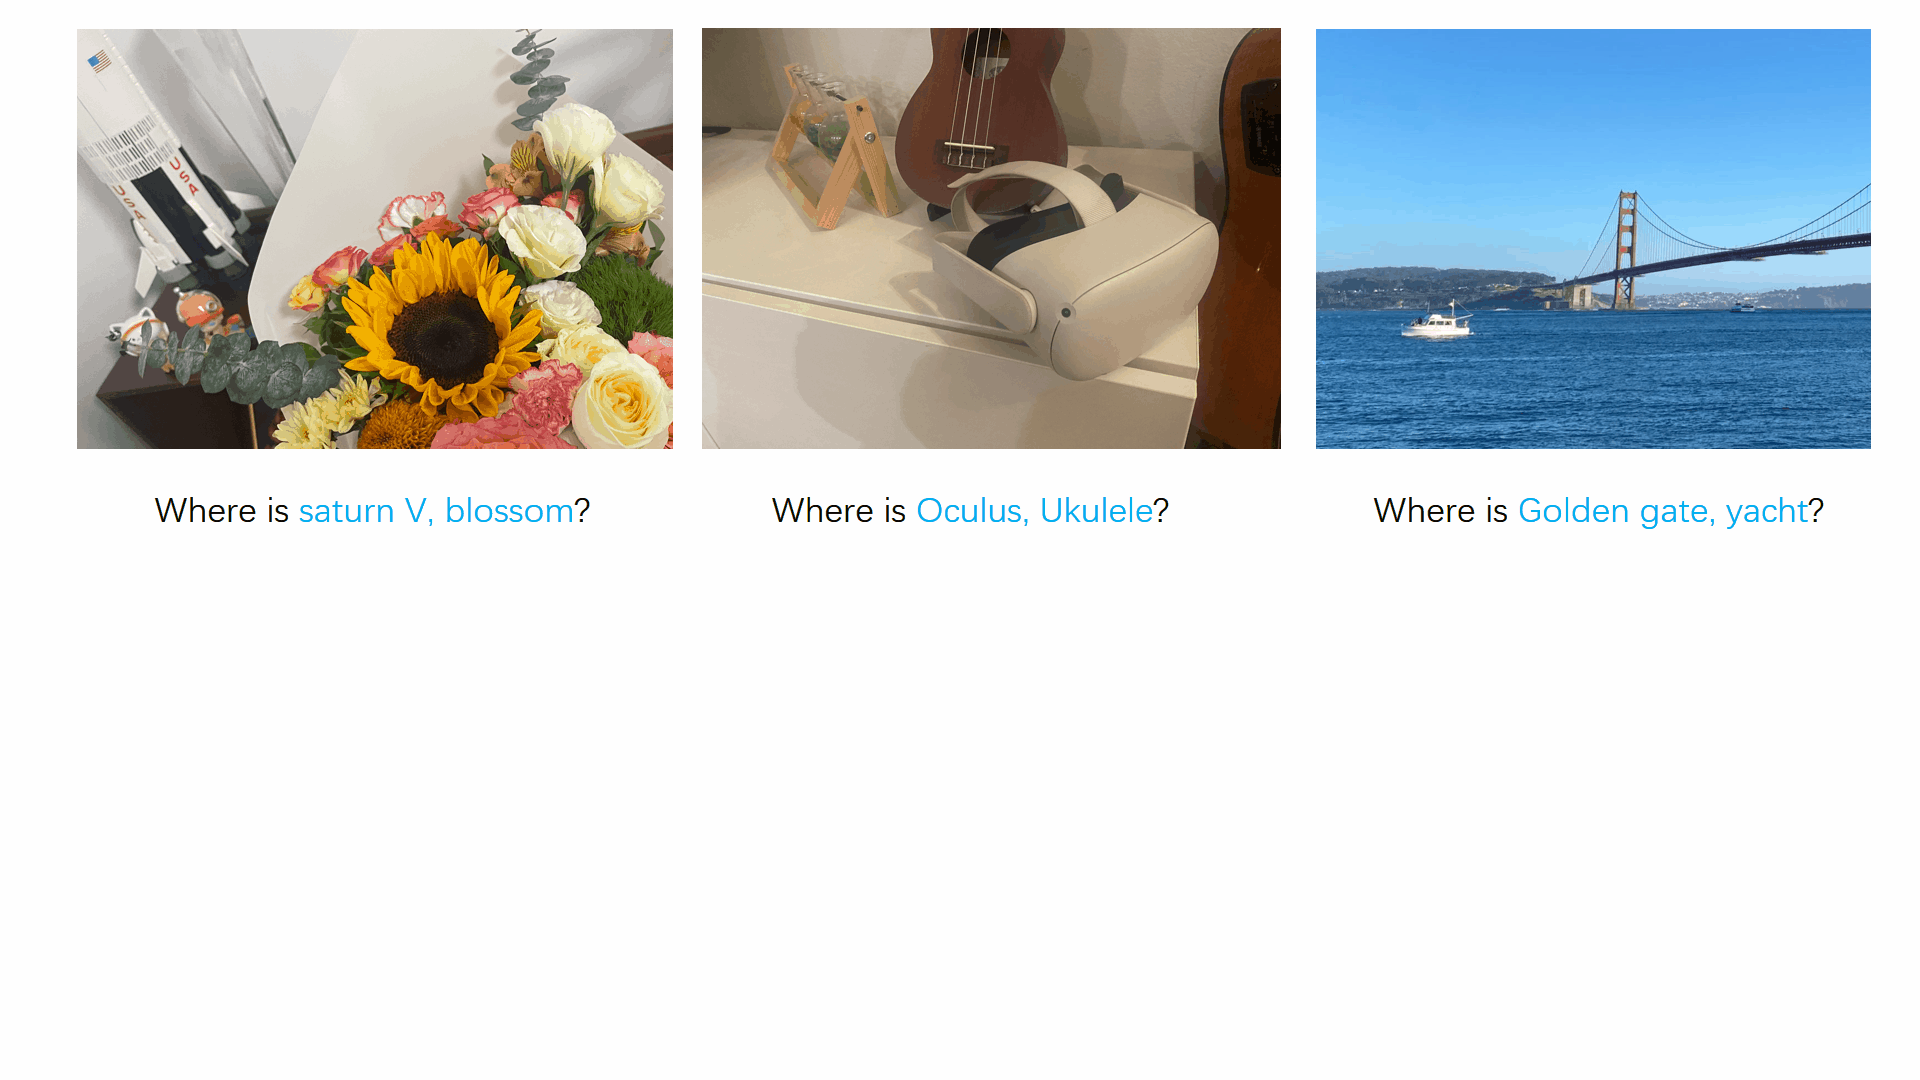 USA
USA
Where is saturn V, blossom?
Where is Oculus, Ukulele?
Where is Golden gate, yacht?